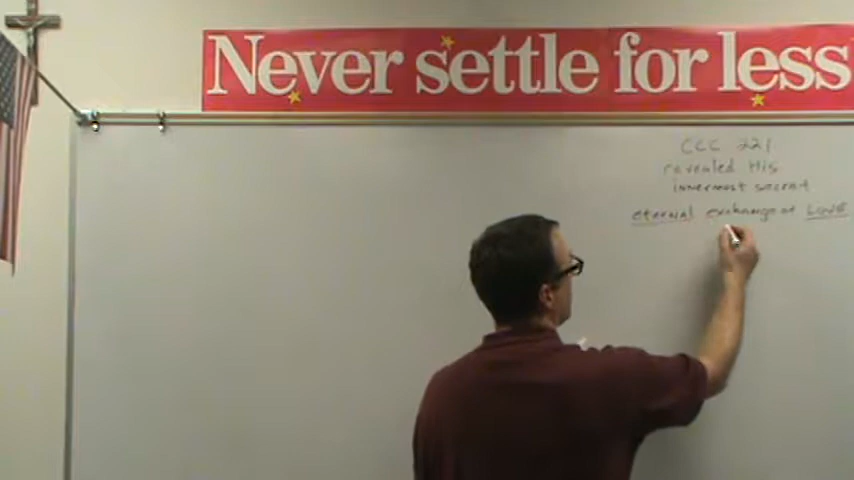 Never settle for less
CCC 221
revealed His
innermost secret
eternal exchange of LOVE